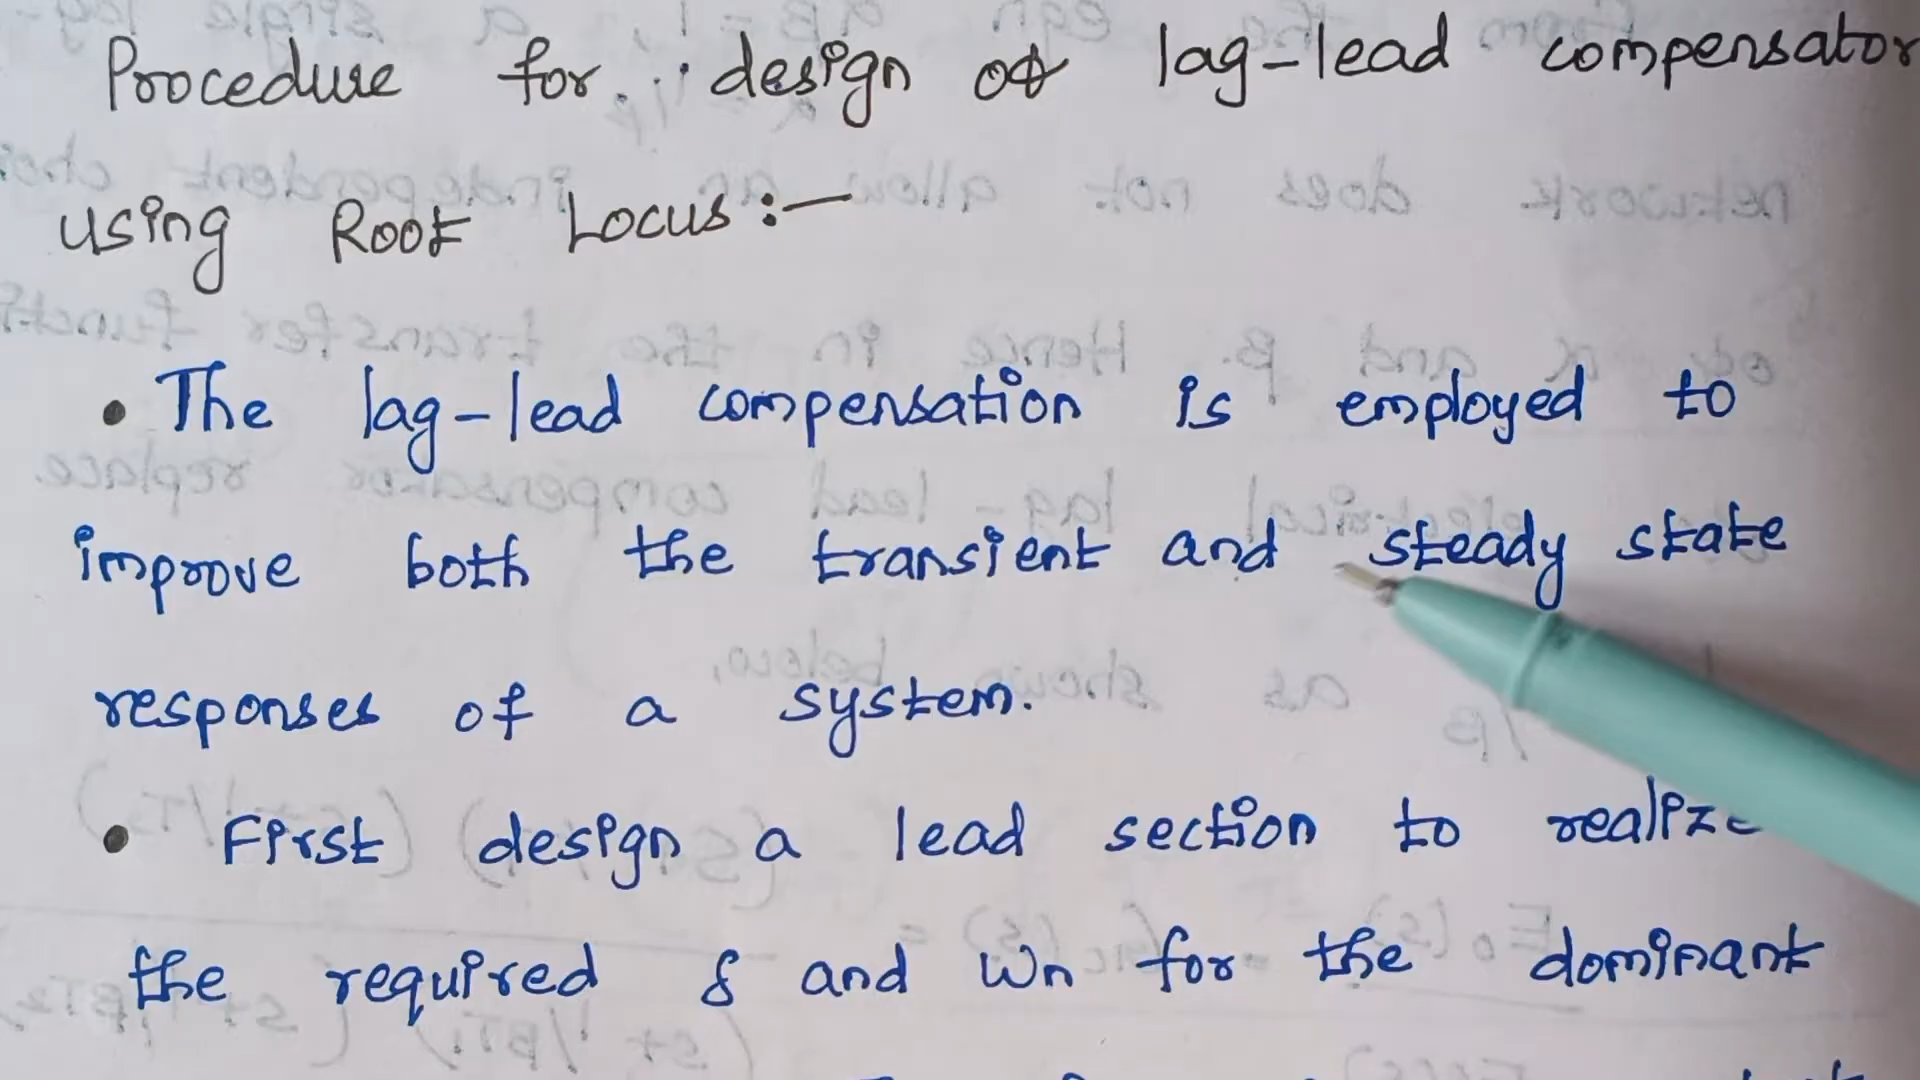 Procedure for design of lag-lead compensator
using Root Locus:-
• The lag-lead compensation is employed to
improve both the transient and steady state
responses of a system.
• First design a lead section to realize
the required δ and ωn for the dominant